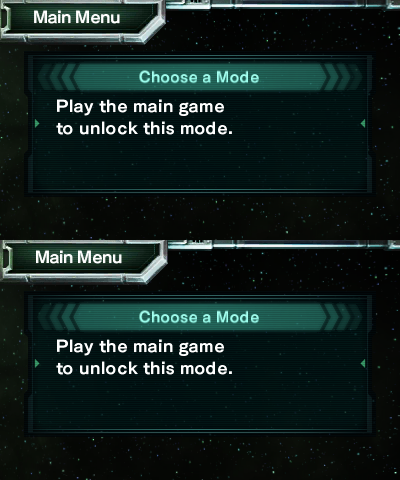 Main Menu
Choose a Mode
Play the main game
to unlock this mode.
Main Menu
Choose a Mode
Play the main game
to unlock this mode.